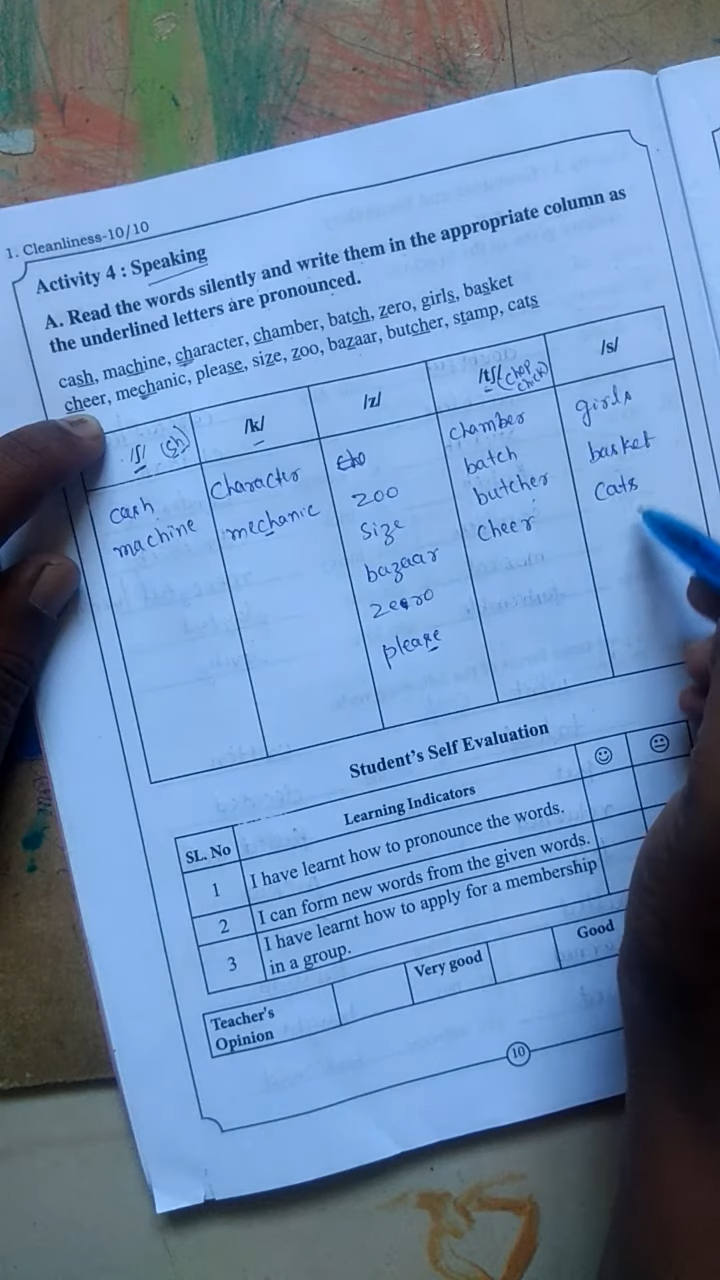 1. Cleanliness-10/10
Activity 4 : Speaking
A. Read the words silently and write them in the appropriate column as
the underlined letters are pronounced.
cash, machine, character, chamber, batch, zero, girls, basket
cheer, mechanic, please, size, zoo, bazaar, butcher, stamp, cats
/ʃ/ (sh) /k/ /z/ /tʃ/ (chop chick) /s/
cash character zoo chamber girls
machine mechanic size batch basket
bazaar butcher cats
zero cheer
please
Student's Self Evaluation
SL. No Learning Indicators
1 I have learnt how to pronounce the words.
2 I can form new words from the given words.
3 I have learnt how to apply for a membership
in a group.
Teacher's
Opinion Very good Good
10